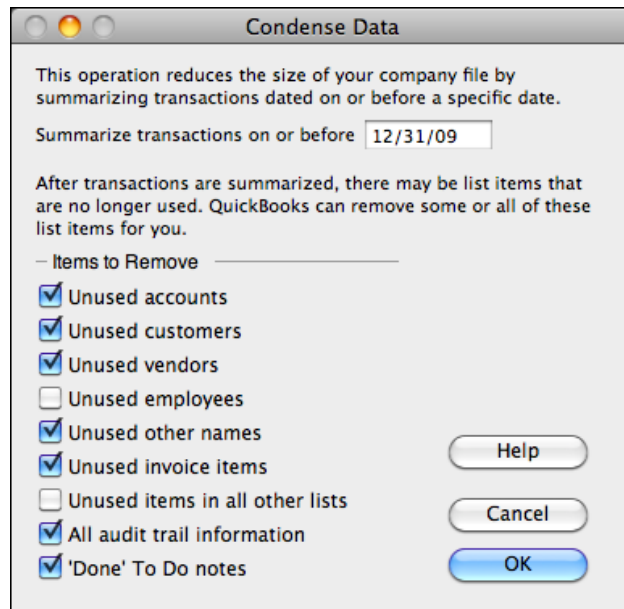 Condense Data
This operation reduces the size of your company file by
summarizing transactions dated on or before a specific date.
Summarize transactions on or before 12/31/09
After transactions are summarized, there may be list items that
are no longer used. QuickBooks can remove some or all of these
list items for you.
Items to Remove
Unused accounts
Unused customers
Unused vendors
Unused employees
Unused other names
Unused invoice items
Unused items in all other lists
All audit trail information
'Done' To Do notes
Help
Cancel
OK